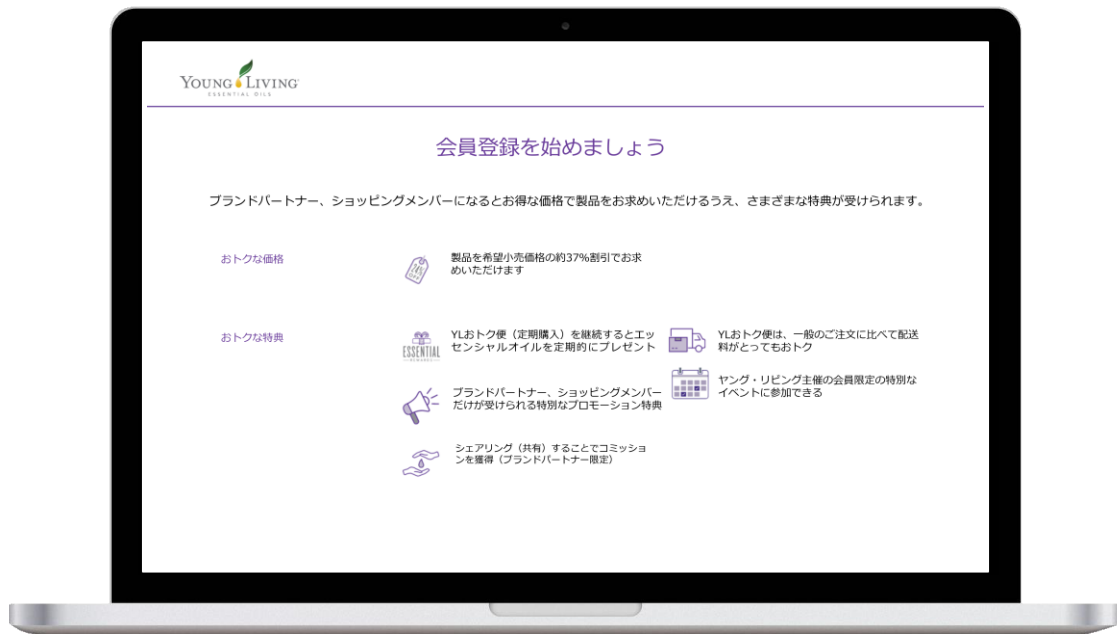 YOUNG LIVING
ESSENTIAL OILS
会員登録を始めましょう
ブランドパートナー、ショッピングメンバーになるとお得な価格で製品をお求めいただけるうえ、さまざまな特典が受けられます。
おトクな価格
24%
OFF
製品を希望小売価格の約37%割引でお求
めいただけます
おトクな特典
ESSENTIAL
REWARDS
YLおトク便（定期購入）を継続するとエッ
センシャルオイルを定期的にプレゼント
YLおトク便は、一般のご注文に比べて配送
料がとってもおトク
ブランドパートナー、ショッピングメンバー
だけが受けられる特別なプロモーション特典
ヤング・リビング主催の会員限定の特別な
イベントに参加できる
シェアリング（共有）することでコミッショ
ンを獲得（ブランドパートナー限定）